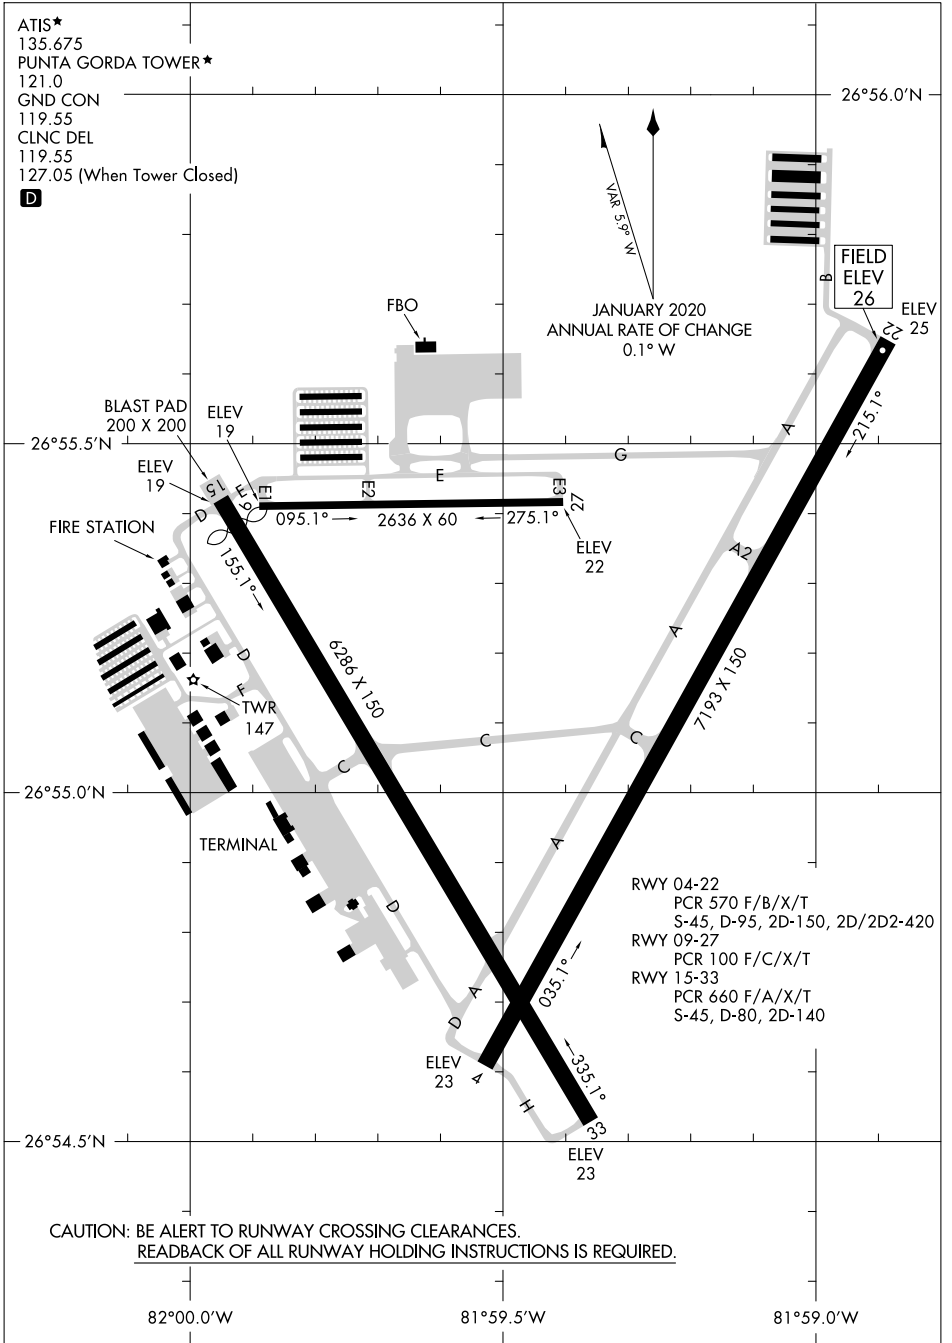 ATIS★
135.675
PUNTA GORDA TOWER★
121.0
GND CON
119.55
CLNC DEL
119.55
127.05 (When Tower Closed)
D
26°56.0'N
VAR 5.9° W
JANUARY 2020
ANNUAL RATE OF CHANGE
0.1° W
B
FIELD
ELEV
26
ELEV
25
22
FBO
BLAST PAD
200 X 200
ELEV
19
26°55.5'N
ELEV
19
15
E
9
E1
E2
E
E3
27
G
A
215.1°
D
095.1°
2636 X 60
275.1°
ELEV
22
FIRE STATION
155.1°
A2
A
D
F
TWR
147
6286 X 150
7193 X 150
C
C
C
26°55.0'N
TERMINAL
A
D
RWY 04-22
PCR 570 F/B/X/T
S-45, D-95, 2D-150, 2D/2D2-420
RWY 09-27
PCR 100 F/C/X/T
RWY 15-33
PCR 660 F/A/X/T
S-45, D-80, 2D-140
035.1°
A
D
ELEV
23
4
335.1°
H
33
26°54.5'N
ELEV
23
CAUTION: BE ALERT TO RUNWAY CROSSING CLEARANCES.
READBACK OF ALL RUNWAY HOLDING INSTRUCTIONS IS REQUIRED.
82°00.0'W
81°59.5'W
81°59.0'W